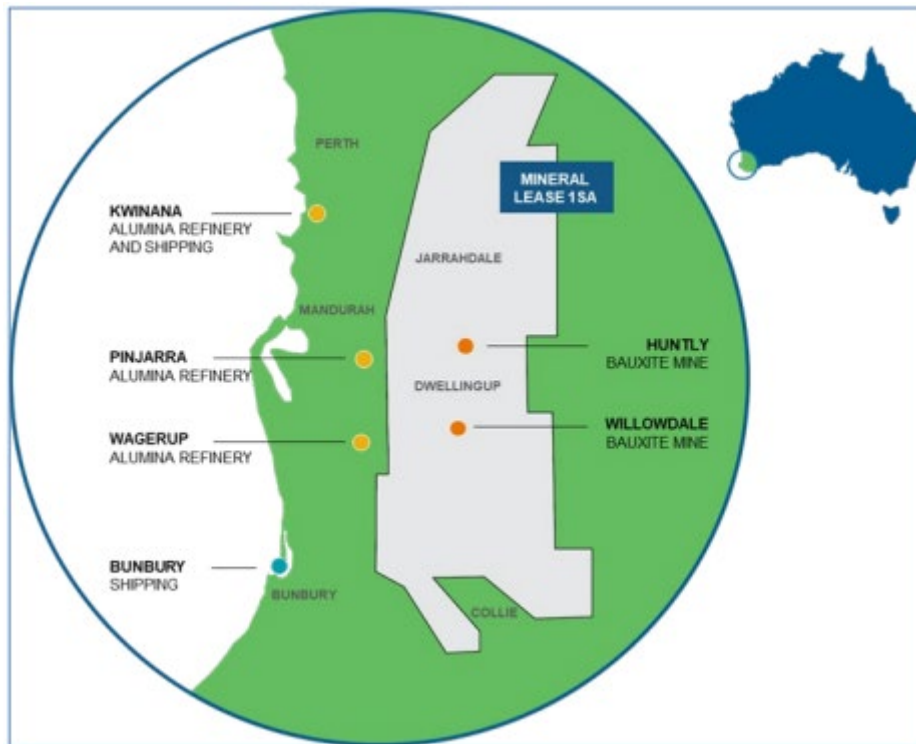 PERTH
MINERAL
LEASE 1SA
KWINANA
ALUMINA REFINERY
AND SHIPPING
JARRAHDALE
MANDURAH
HUNTLY
BAUXITE MINE
PINJARRA
ALUMINA REFINERY
DWELLINGUP
WILLOWDALE
BAUXITE MINE
WAGERUP
ALUMINA REFINERY
BUNBURY
SHIPPING
BUNBURY
COLLIE